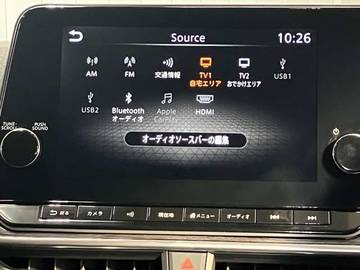 Source
10:26
AM
FM
交通情報
TV1
自宅エリア
TV2
おでかけエリア
USB1
USB2
Bluetooth
オーディオ
Apple
CarPlay
HDMI
オーディオソースバーの編集
TUNE·
SCROLL
PUSH
SOUND
戻る
カメラ
現在地
メニュー
オーディオ